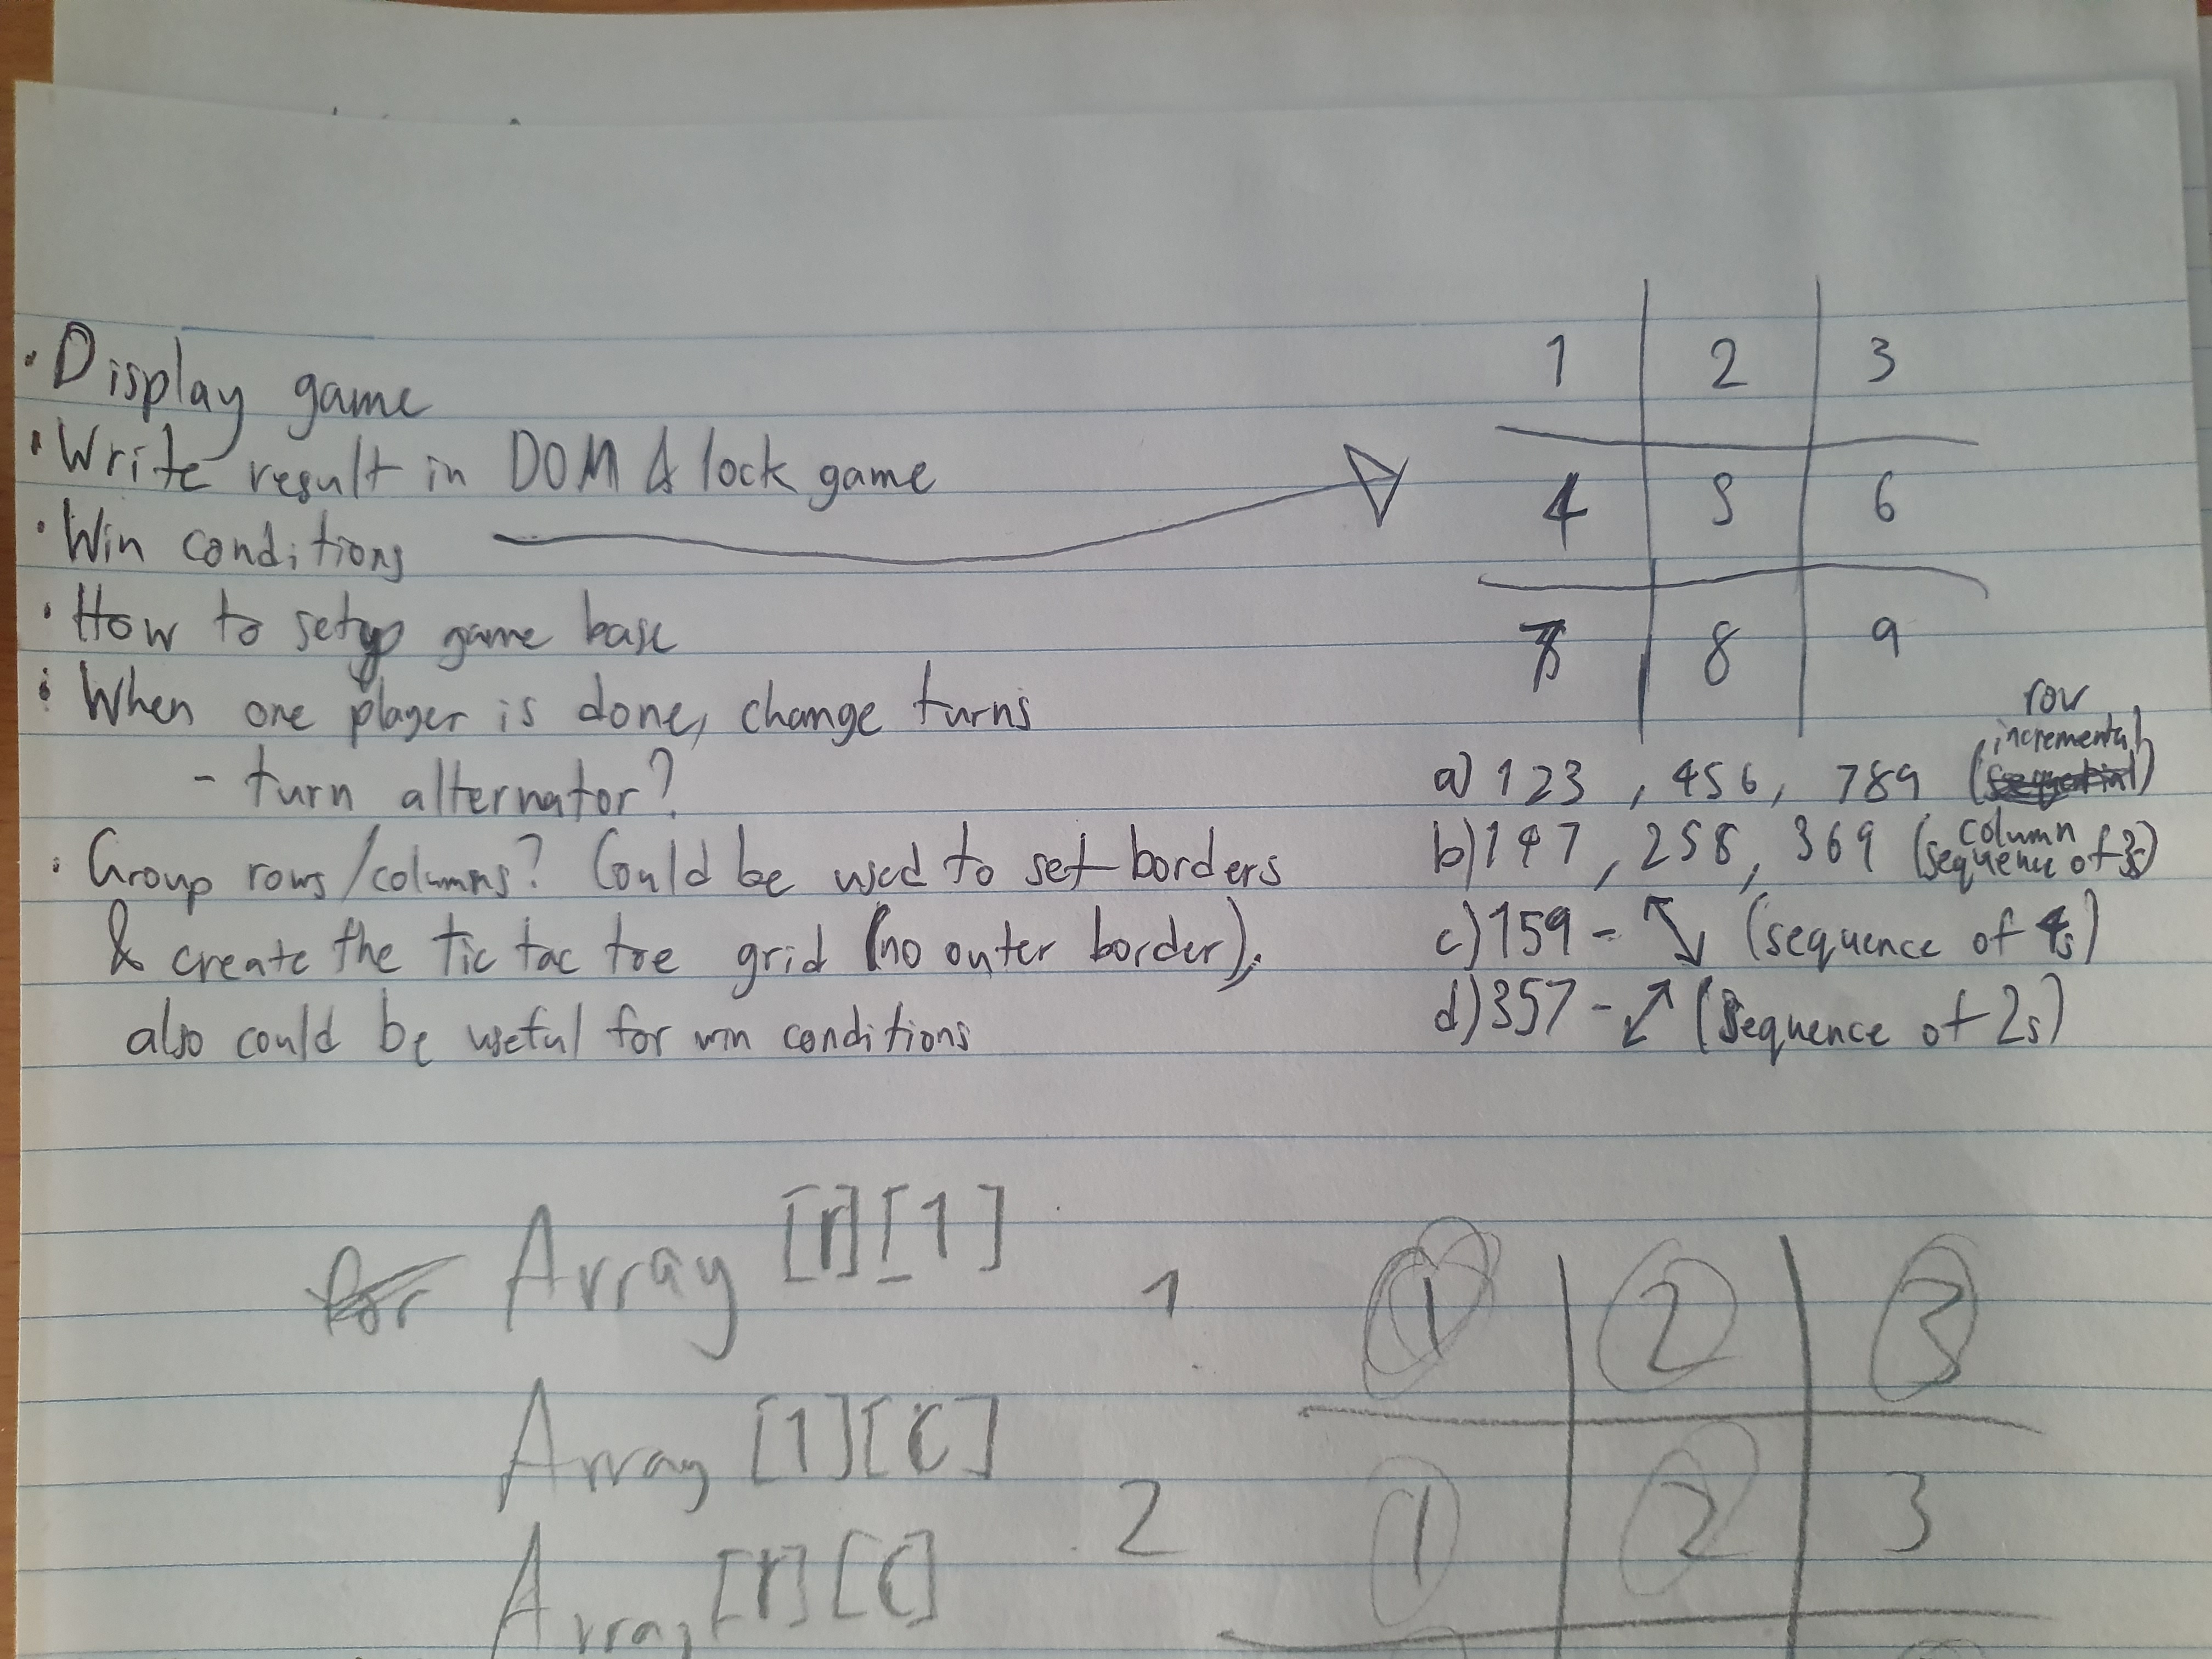 · Display game
· Write result in DOM & lock game
· Win conditions
· How to setup game base
· When one player is done, change turns
- turn alternator?
· Group rows/columns? Could be used to set borders
& create the tic tac toe grid (no outer border),
also could be useful for win conditions
1 2 3
4 5 6
7 8 9
row
a) 123, 456, 789 (incremental)
column
b) 147, 258, 369 (sequence of 3s)
c) 159 - ↖↘ (sequence of 4s)
d) 357 - ↗↙ (sequence of 2s)
for Array [r][1]
Array [1][c]
Array [r][c]
1 1 2 3
2 1 2 3